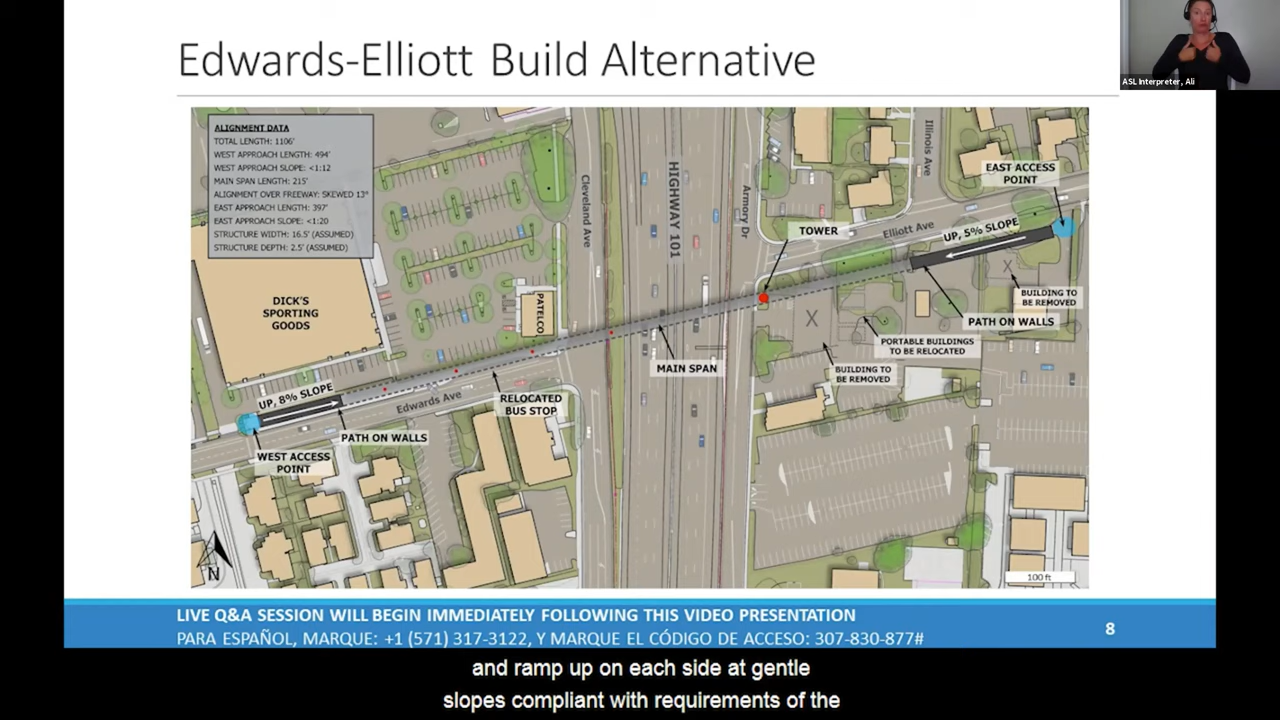 Edwards-Elliott Build Alternative
ASL Interpreter, Ali
ALIGNMENT DATA
TOTAL LENGTH: 1106'
WEST APPROACH LENGTH: 494'
WEST APPROACH SLOPE: <1:12
MAIN SPAN LENGTH: 215'
ALIGNMENT OVER FREEWAY: SKEWED 13°
EAST APPROACH LENGTH: 397'
EAST APPROACH SLOPE: <1:20
STRUCTURE WIDTH: 16.5' (ASSUMED)
STRUCTURE DEPTH: 2.5' (ASSUMED)
DICK'S
SPORTING
GOODS
PATELCO
Cleveland Ave
HIGHWAY 101
Armory Dr
Illinois Ave
EAST ACCESS
POINT
TOWER
Elliott Ave
UP, 5% SLOPE
X
BUILDING TO
BE REMOVED
PATH ON WALLS
X
PORTABLE BUILDINGS
TO BE RELOCATED
BUILDING TO
BE REMOVED
MAIN SPAN
UP, 8% SLOPE
Edwards Ave
RELOCATED
BUS STOP
PATH ON WALLS
WEST ACCESS
POINT
N
100 ft
LIVE Q&A SESSION WILL BEGIN IMMEDIATELY FOLLOWING THIS VIDEO PRESENTATION
PARA ESPAÑOL, MARQUE: +1 (571) 317-3122, Y MARQUE EL CÓDIGO DE ACCESO: 307-830-877#
8
and ramp up on each side at gentle
slopes compliant with requirements of the